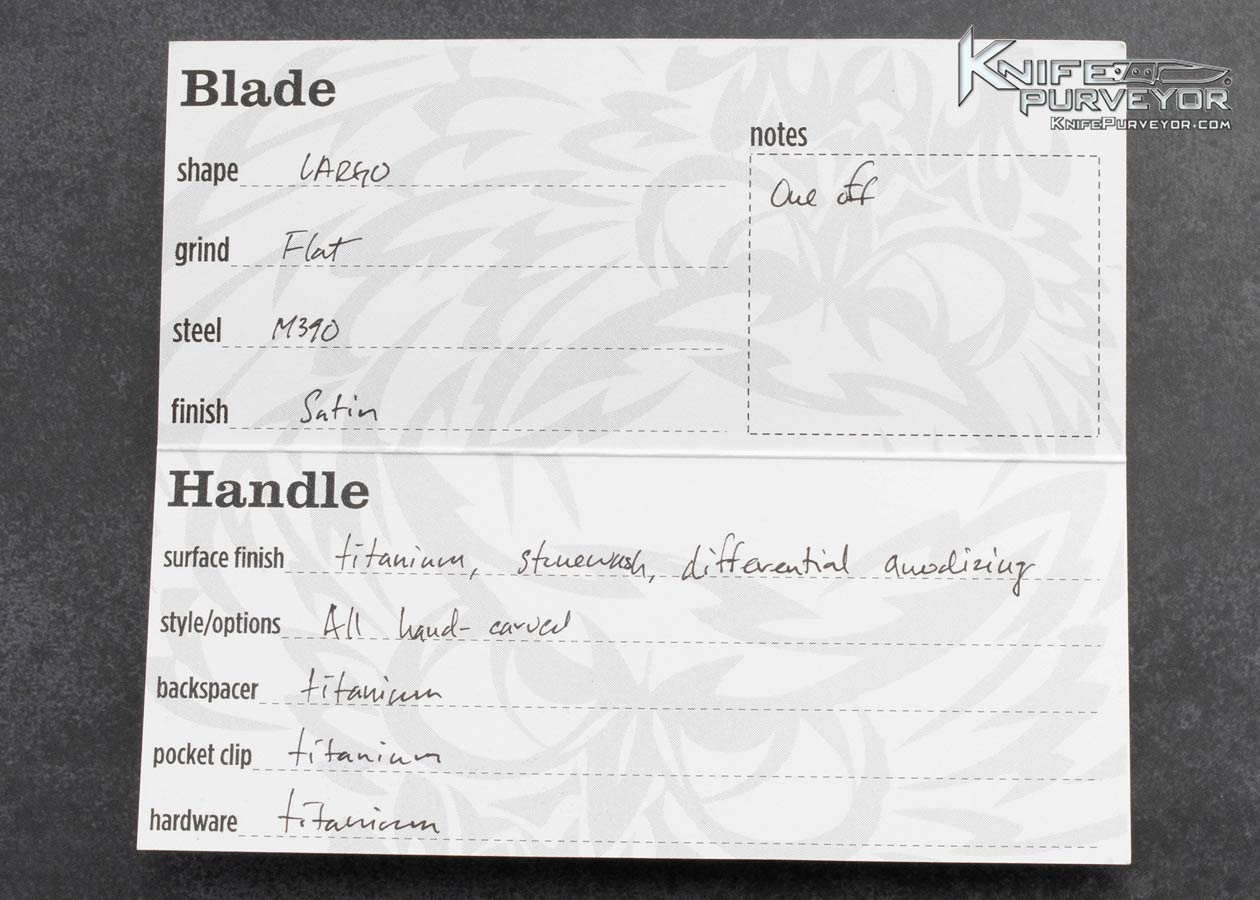 KNIFE
PURVEYOR
KNIFEPURVEYOR.COM
Blade
shape LARGO
grind Flat
steel M390
finish Satin
notes
One off
Handle
surface finish titanium, stonewash, differential anodizing
style/options All hand-carved
backspacer titanium
pocket clip titanium
hardware titanium